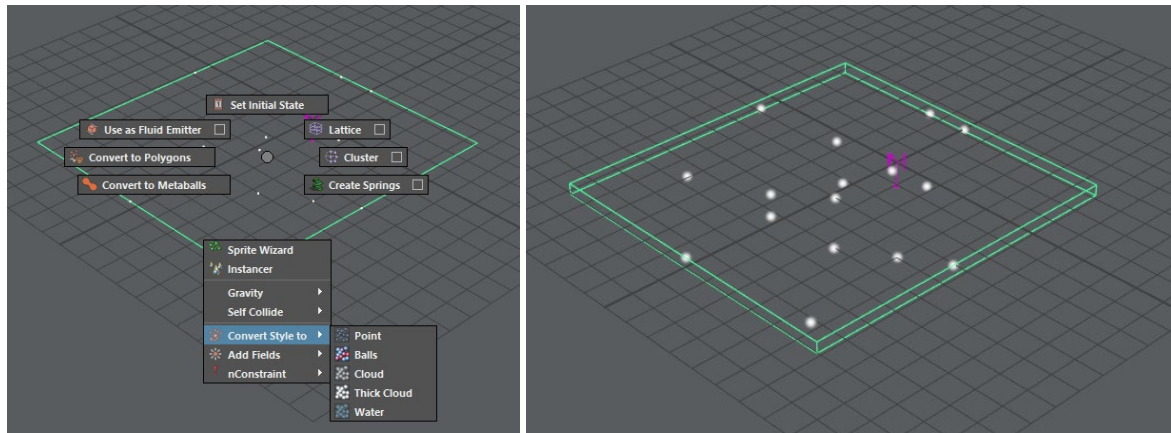 Set Initial State
Use as Fluid Emitter
Lattice
Convert to Polygons
Cluster
Convert to Metaballs
Create Springs
Sprite Wizard
Instancer
Gravity
Self Collide
Convert Style to
Point
Add Fields
Balls
nConstraint
Cloud
Thick Cloud
Water